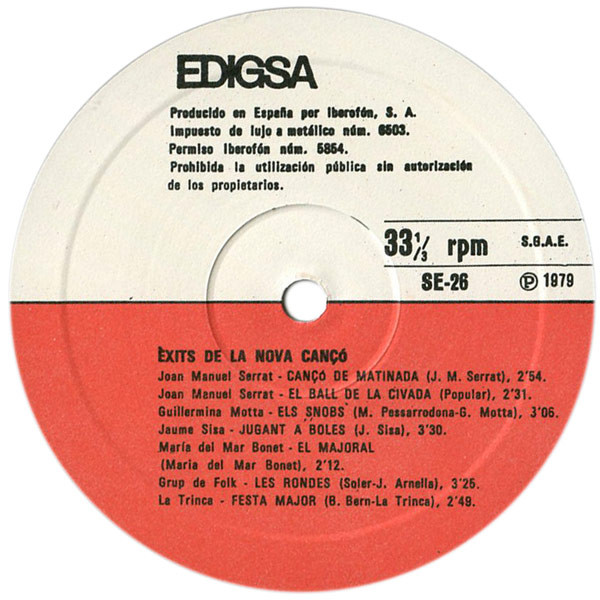 EDIGSA
Producido en España por Iberofón, S. A.
Impuesto de lujo a metálico núm. 6503.
Permiso Iberofón núm. 5854.
Prohibida la utilización pública sin autorización
de los propietarios.
33 1/3 rpm S.G.A.E.
SE-26 Ⓟ 1979
ÈXITS DE LA NOVA CANÇÓ
Joan Manuel Serrat - CANÇÓ DE MATINADA (J. M. Serrat), 2'54.
Joan Manuel Serrat - EL BALL DE LA CIVADA (Popular), 2'31.
Guillermina Motta - ELS SNOBS (M. Pessarrodona-G. Motta), 3'06.
Jaume Sisa - JUGANT A BOLES (J. Sisa), 3'30.
María del Mar Bonet - EL MAJORAL
(María del Mar Bonet), 2'12.
Grup de Folk - LES RONDES (Soler-J. Arnella), 3'25.
La Trinca - FESTA MAJOR (B. Bern-La Trinca), 2'49.